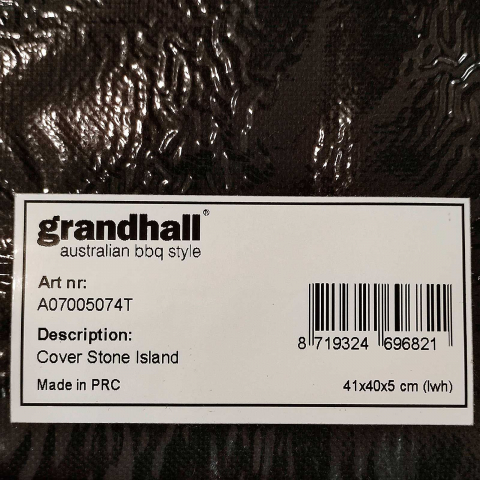 grandhall®
australian bbq style
Art nr:
A07005074T
Description:
Cover Stone Island
Made in PRC
8 719324 696821
41x40x5 cm (lwh)